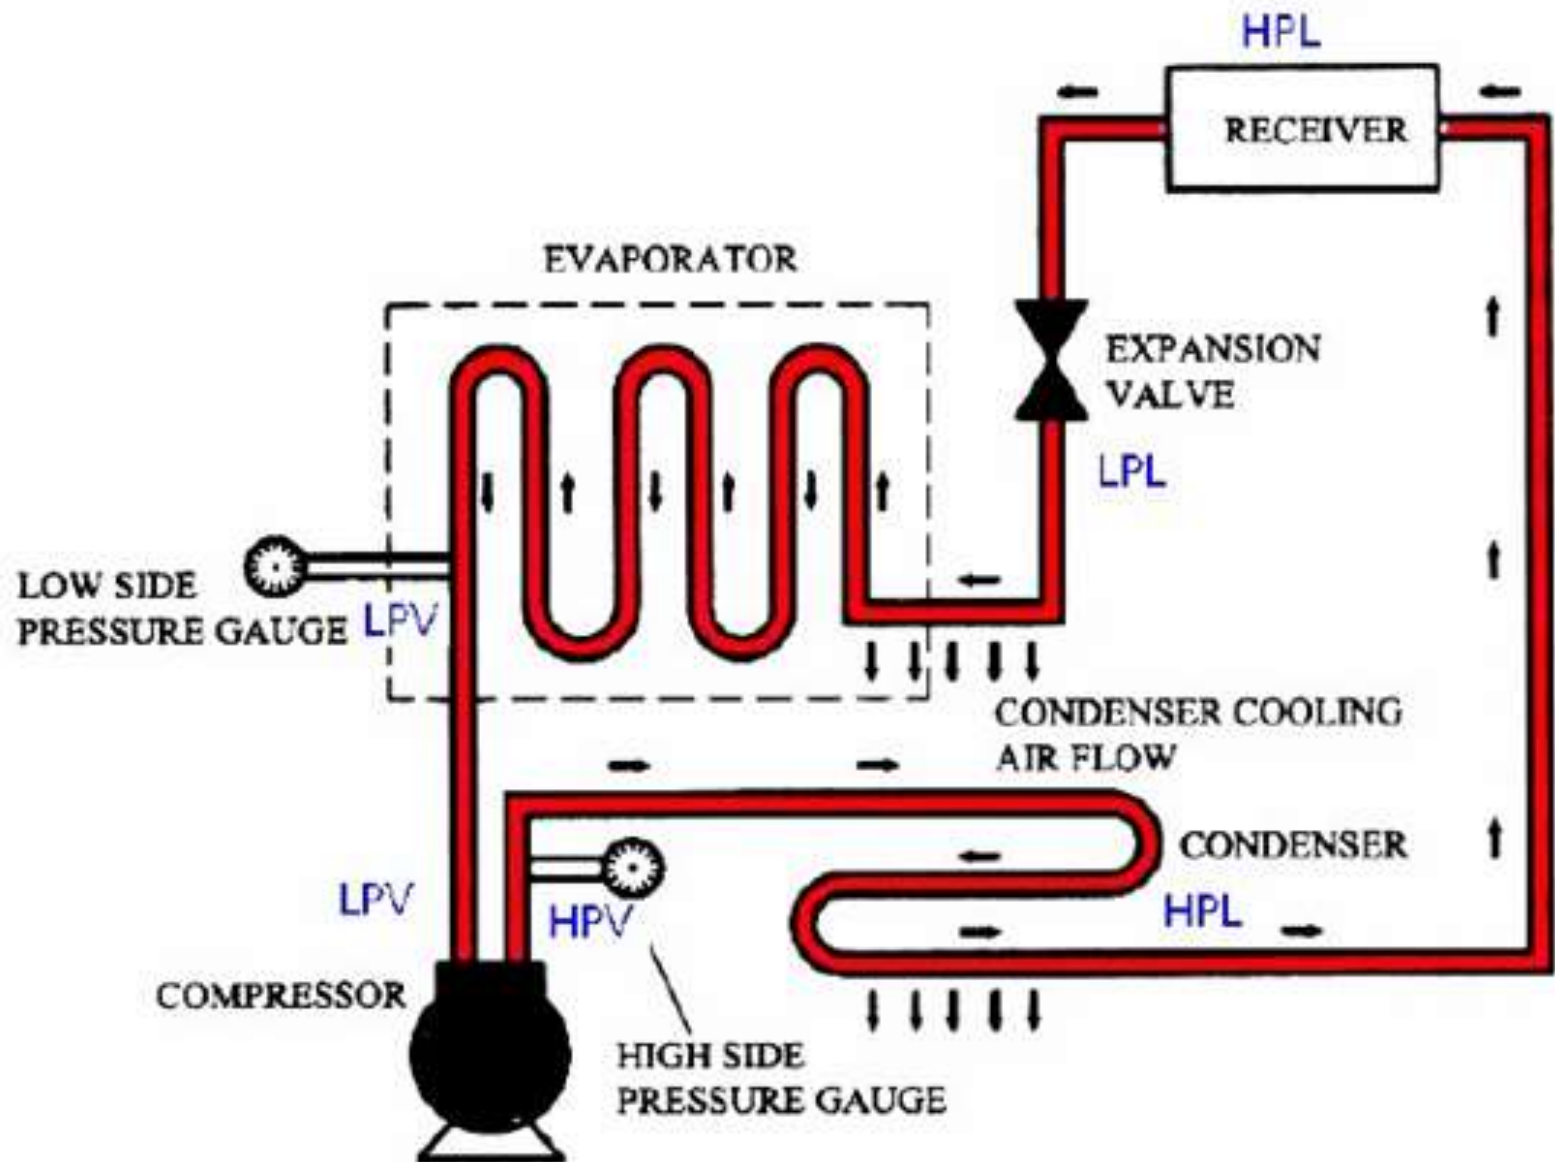 HPL
RECEIVER
EVAPORATOR
EXPANSION
VALVE
LPL
LOW SIDE
PRESSURE GAUGE
LPV
CONDENSER COOLING
AIR FLOW
CONDENSER
HPL
LPV
HPV
COMPRESSOR
HIGH SIDE
PRESSURE GAUGE